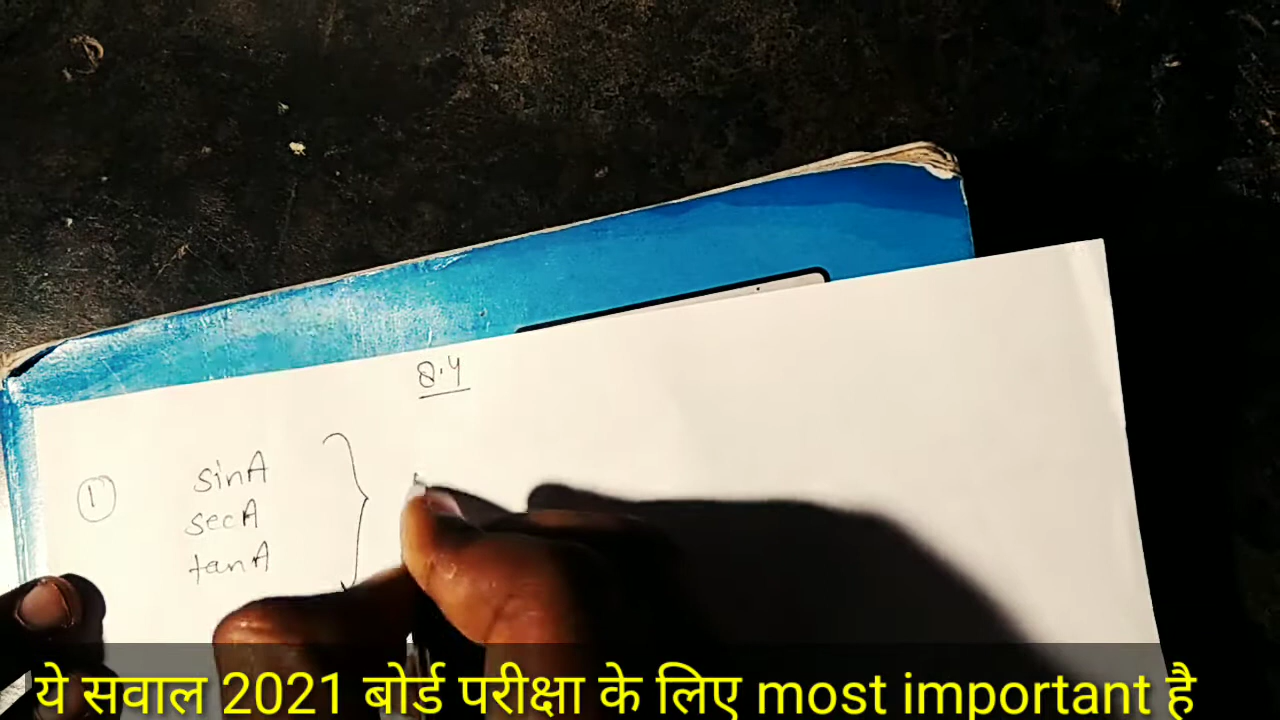 8.4
① sinA
secA
tanA
ये सवाल 2021 बोर्ड परीक्षा के लिए most important है